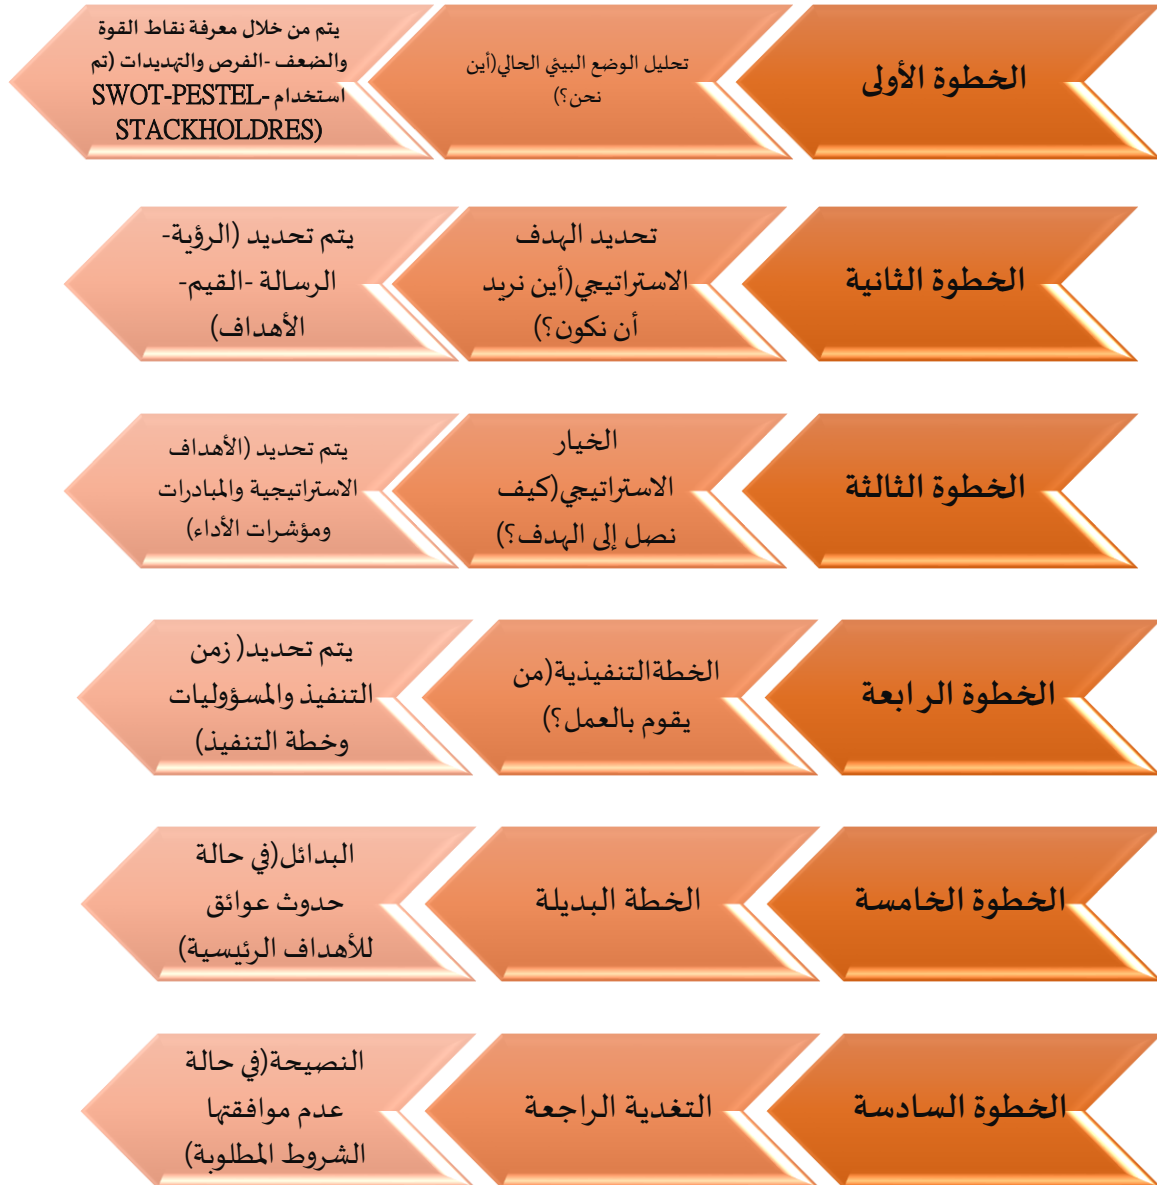 الخطوة الأولى
تحليل الوضع البيئي الحالي(أين
نحن؟)
يتم من خلال معرفة نقاط القوة
والضعف -الفرص والتهديدات (تم
استخدام -SWOT-PESTEL
STACKHOLDRES)
الخطوة الثانية
تحديد الهدف
الاستراتيجي(أين نريد
أن نكون؟)
يتم تحديد (الرؤية-
الرسالة -القيم-
الأهداف)
الخطوة الثالثة
الخيار
الاستراتيجي(كيف
نصل إلى الهدف؟)
يتم تحديد (الأهداف
الاستراتيجية والمبادرات
ومؤشرات الأداء)
الخطوة الرابعة
الخطةالتنفيذية(من
يقوم بالعمل؟)
يتم تحديد( زمن
التنفيذ والمسؤوليات
وخطة التنفيذ)
الخطوة الخامسة
الخطة البديلة
البدائل(في حالة
حدوث عوائق
للأهداف الرئيسية)
الخطوة السادسة
التغدية الراجعة
النصيحة(في حالة
عدم موافقتها
الشروط المطلوبة)